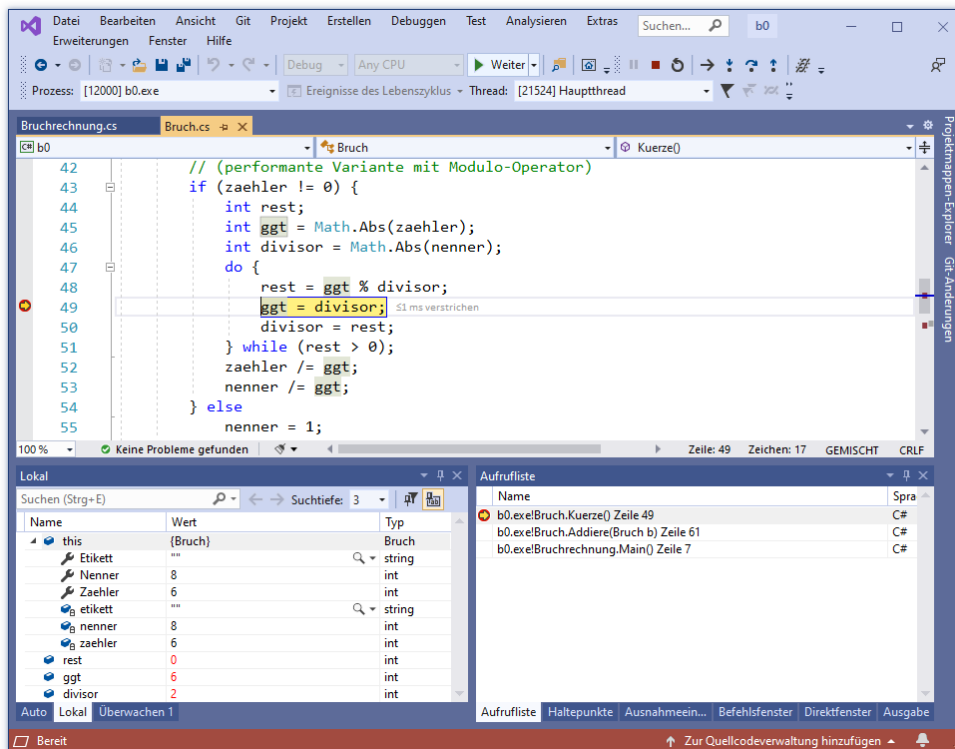 Datei Bearbeiten Ansicht Git Projekt Erstellen Debuggen Test Analysieren Extras Suchen... b0
Erweiterungen Fenster Hilfe
Debug Any CPU Weiter
Prozess: [12000] b0.exe Ereignisse des Lebenszyklus Thread: [21524] Hauptthread
Bruchrechnung.cs Bruch.cs
C# b0 Bruch Kuerze()
42 // (performante Variante mit Modulo-Operator)
43 if (zaehler != 0) {
44 int rest;
45 int ggt = Math.Abs(zaehler);
46 int divisor = Math.Abs(nenner);
47 do {
48 rest = ggt % divisor;
49 ggt = divisor; ≤1 ms verstrichen
50 divisor = rest;
51 } while (rest > 0);
52 zaehler /= ggt;
53 nenner /= ggt;
54 } else
55 nenner = 1;
Projektmappen-Explorer Git-Änderungen
100 % Keine Probleme gefunden Zeile: 49 Zeichen: 17 GEMISCHT CRLF
Lokal
Suchen (Strg+E) Suchtiefe: 3
Name Wert Typ
this {Bruch} Bruch
Etikett "" string
Nenner 8 int
Zaehler 6 int
etikett "" string
nenner 8 int
zaehler 6 int
rest 0 int
ggt 6 int
divisor 2 int
Auto Lokal Überwachen 1
Aufrufliste
Name Spra
b0.exe!Bruch.Kuerze() Zeile 49 C#
b0.exe!Bruch.Addiere(Bruch b) Zeile 61 C#
b0.exe!Bruchrechnung.Main() Zeile 7 C#
Aufrufliste Haltepunkte Ausnahmeein... Befehlsfenster Direktfenster Ausgabe
Bereit Zur Quellcodeverwaltung hinzufügen